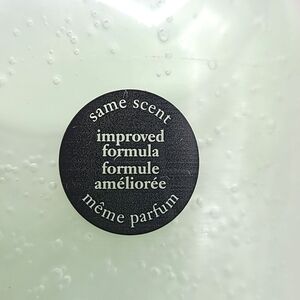 same scent
improved
formula
formule
améliorée
même parfum